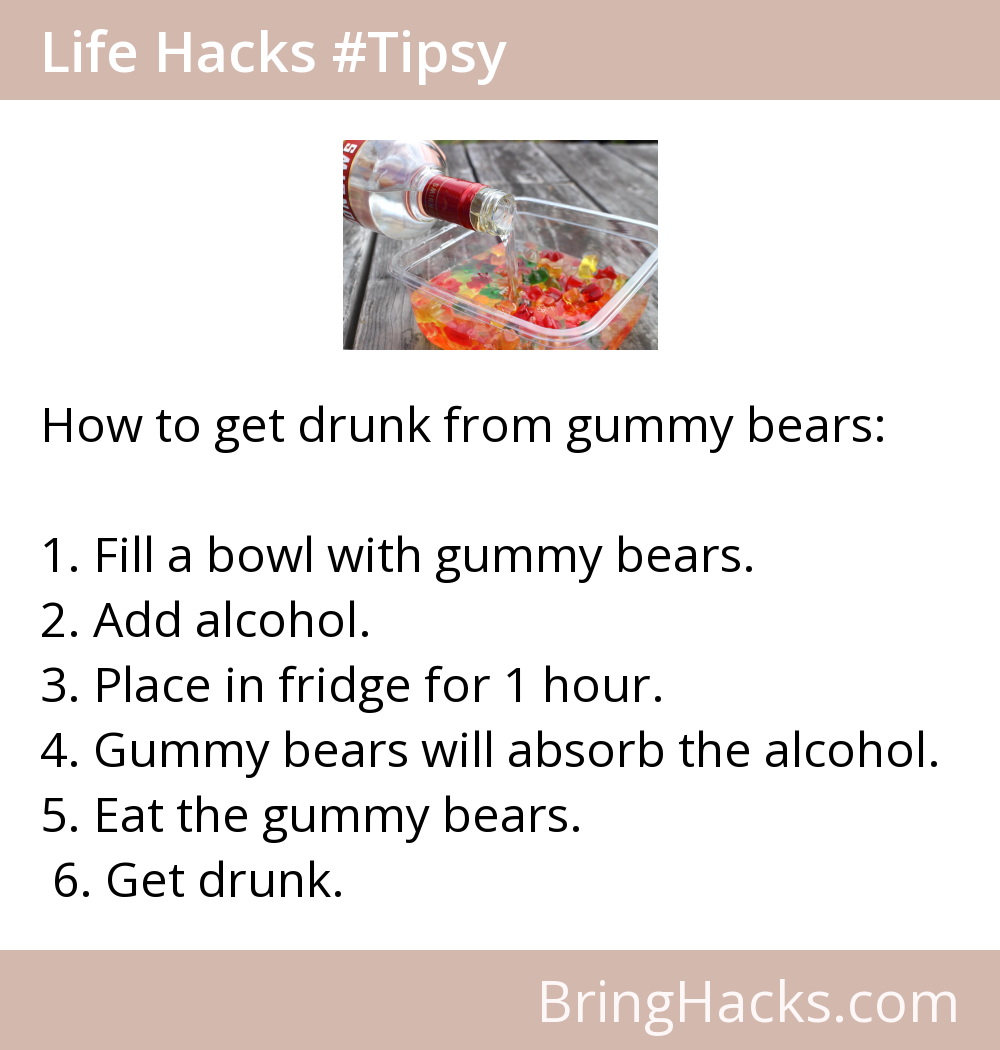 Life Hacks #Tipsy
How to get drunk from gummy bears:
1. Fill a bowl with gummy bears.
2. Add alcohol.
3. Place in fridge for 1 hour.
4. Gummy bears will absorb the alcohol.
5. Eat the gummy bears.
6. Get drunk.
BringHacks.com